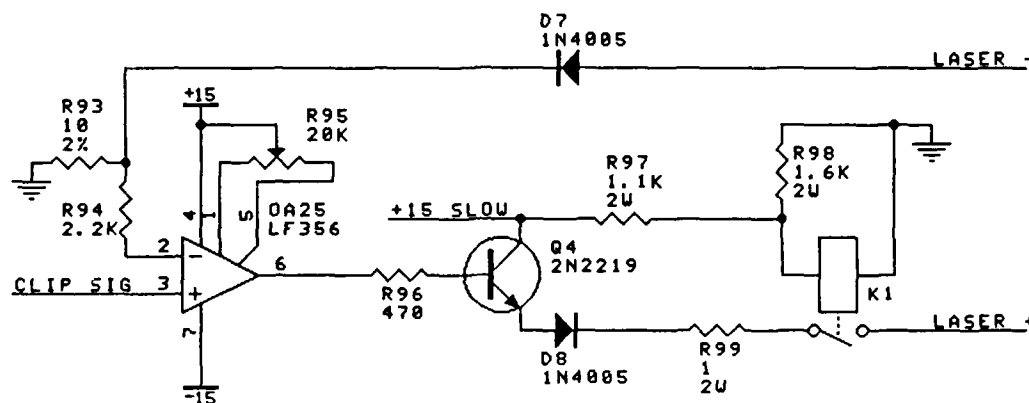 D7
1N4005
LASER -
+15
R93
10
2%
R95
20K
R94
2.2K
4
1
5
OA25
LF356
2
6
CLIP SIG
3
7
-15
R96
470
+15 SLOW
Q4
2N2219
R97
1.1K
2W
R98
1.6K
2W
K1
D8
1N4005
R99
1
2W
LASER +